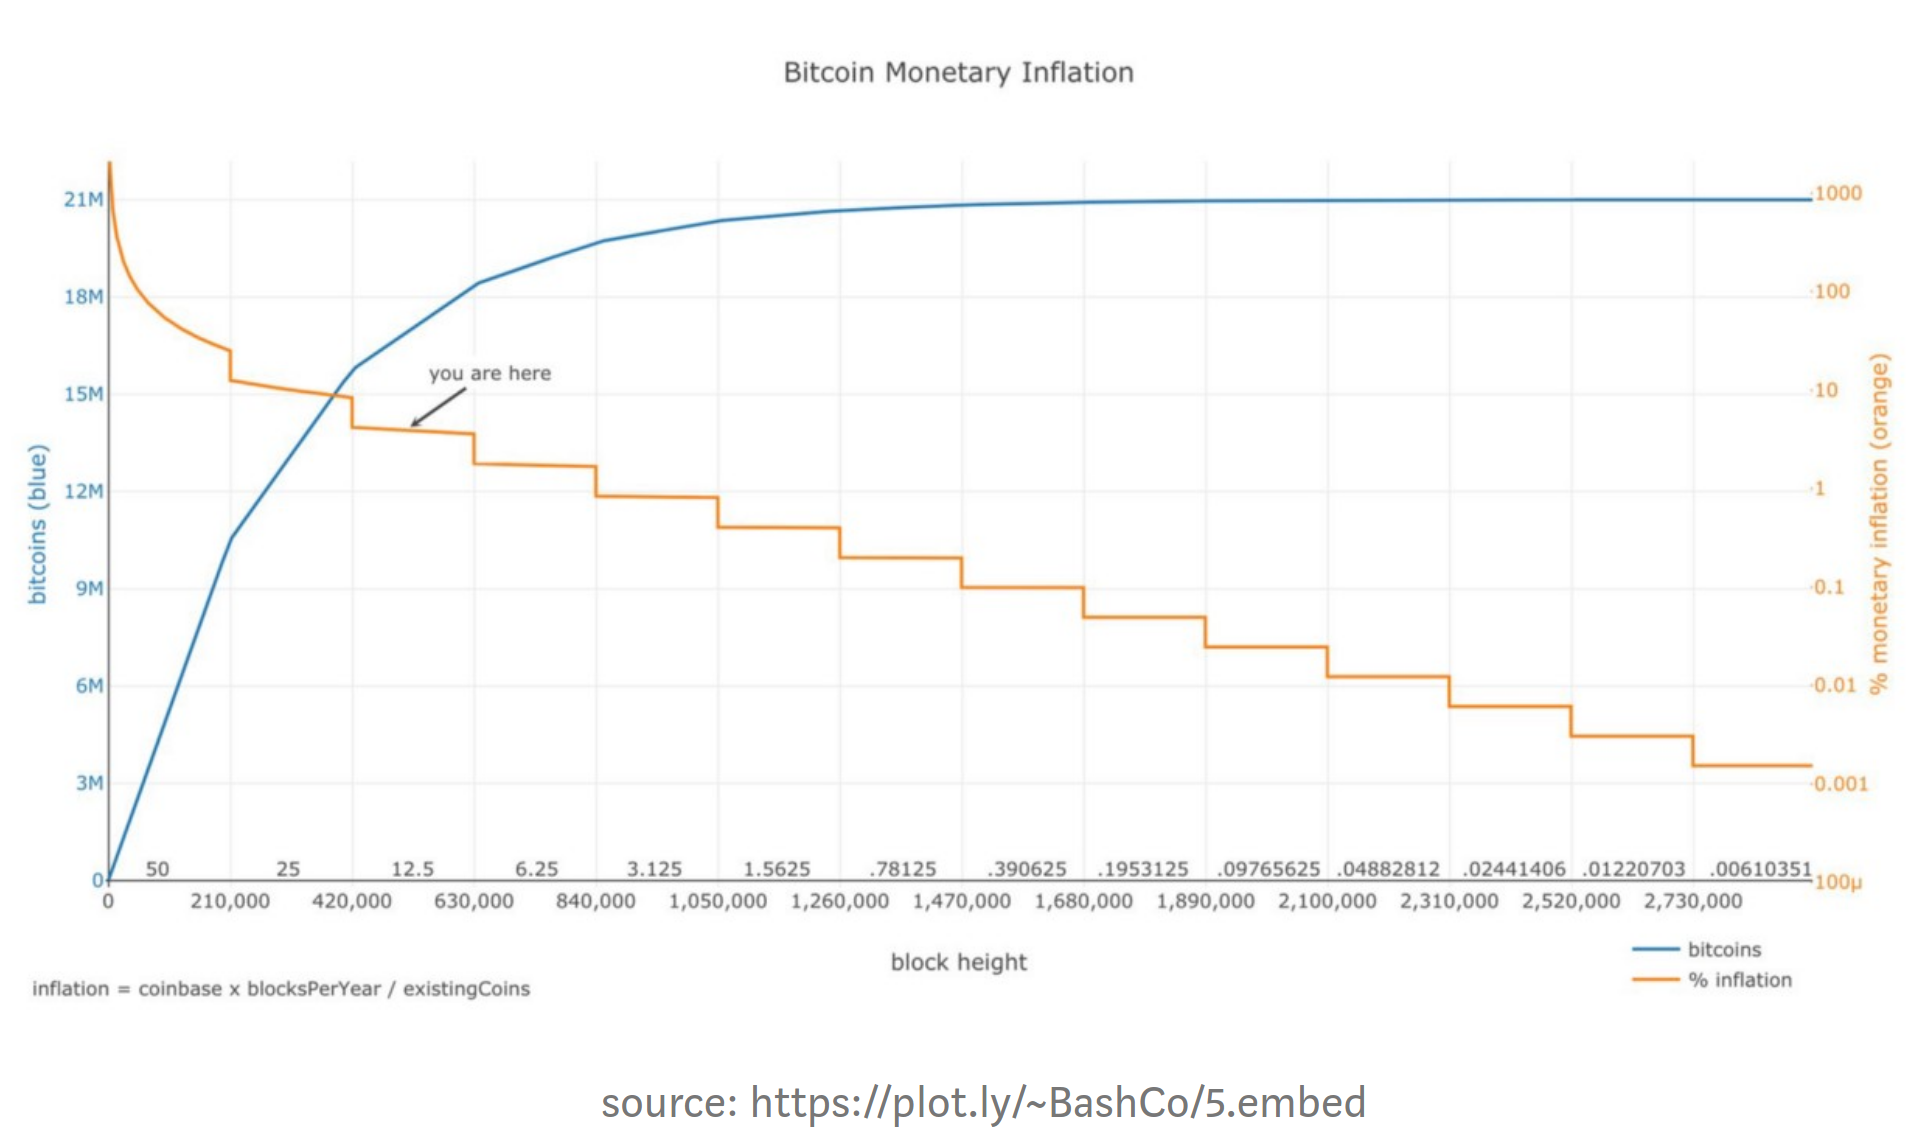 Bitcoin Monetary Inflation
21M
18M
15M
12M
9M
6M
3M
0
bitcoins (blue)
1000
100
10
1
0.1
0.01
0.001
100μ
% monetary inflation (orange)
you are here
50 25 12.5 6.25 3.125 1.5625 .78125 .390625 .1953125 .09765625 .04882812 .02441406 .01220703 .00610351
0 210,000 420,000 630,000 840,000 1,050,000 1,260,000 1,470,000 1,680,000 1,890,000 2,100,000 2,310,000 2,520,000 2,730,000
block height
bitcoins
% inflation
inflation = coinbase x blocksPerYear / existingCoins
source: https://plot.ly/~BashCo/5.embed